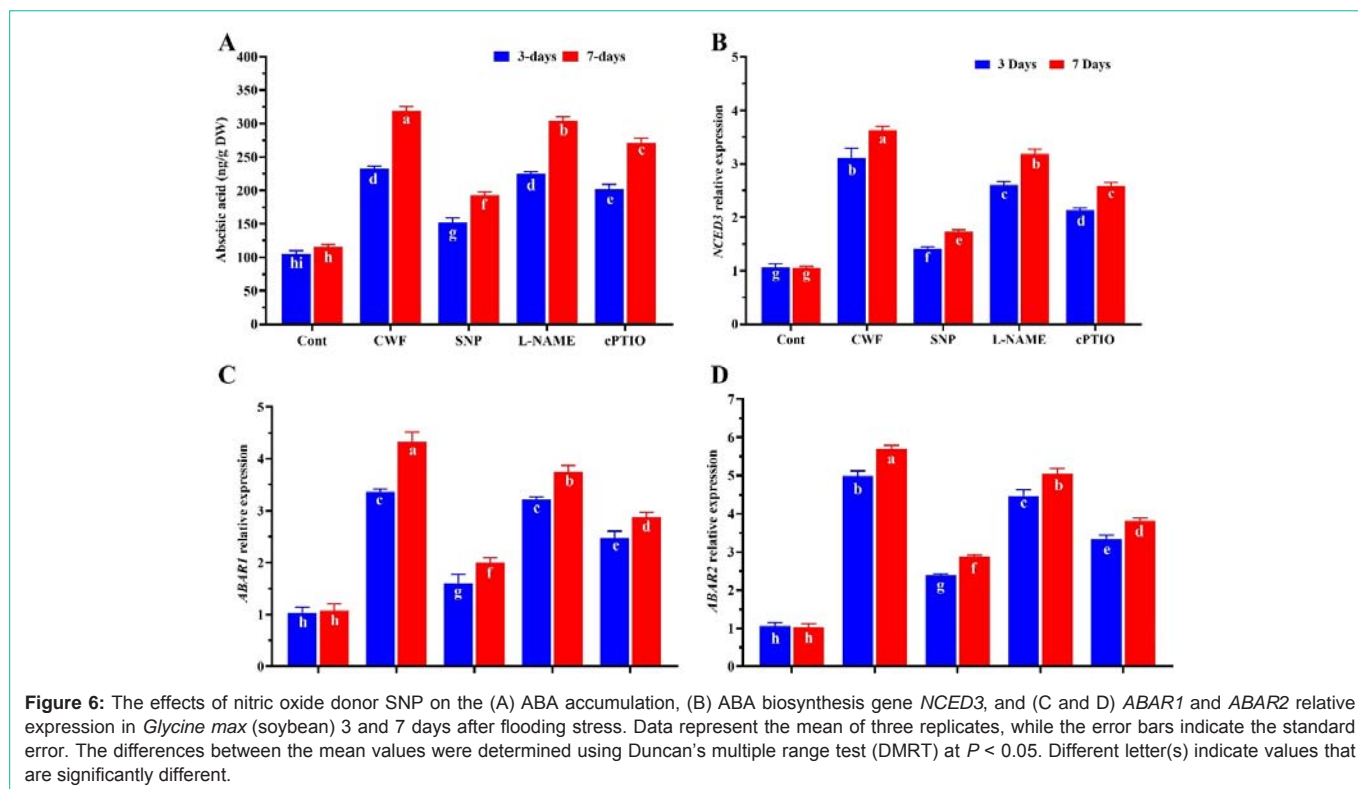 A
3-days 7-days
400
350
300
250
200
150
100
50
0
Abscisic acid (ng/g DW)
hi h d a g f d b e c
Cont CWF SNP L-NAME cPTIO
B
3 Days 7 Days
5
4
3
2
1
0
NCED3 relative expression
g g b a f e c b d c
Cont CWF SNP L-NAME cPTIO
C
5
4
3
2
1
0
ABAR1 relative expression
h h c a g f c b e d
D
7
6
5
4
3
2
1
0
ABAR2 relative expression
h h b a g f c b e d
Figure 6: The effects of nitric oxide donor SNP on the (A) ABA accumulation, (B) ABA biosynthesis gene NCED3, and (C and D) ABAR1 and ABAR2 relative
expression in Glycine max (soybean) 3 and 7 days after flooding stress. Data represent the mean of three replicates, while the error bars indicate the standard
error. The differences between the mean values were determined using Duncan's multiple range test (DMRT) at P < 0.05. Different letter(s) indicate values that
are significantly different.